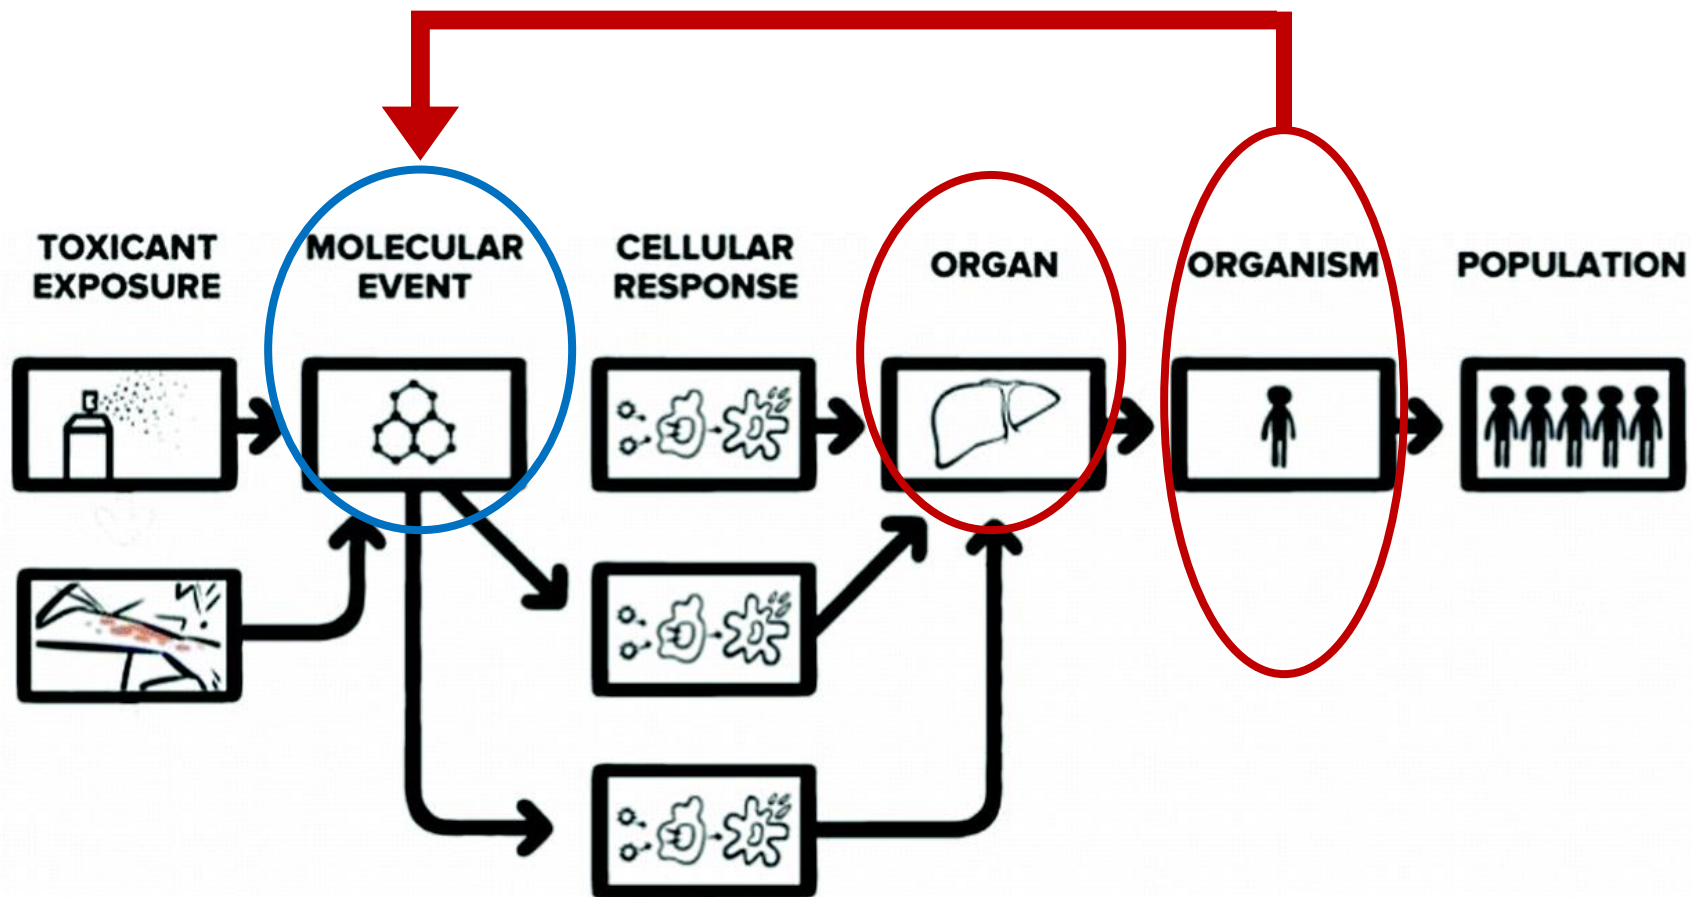 TOXICANT
EXPOSURE
MOLECULAR
EVENT
CELLULAR
RESPONSE
ORGAN
ORGANISM
POPULATION